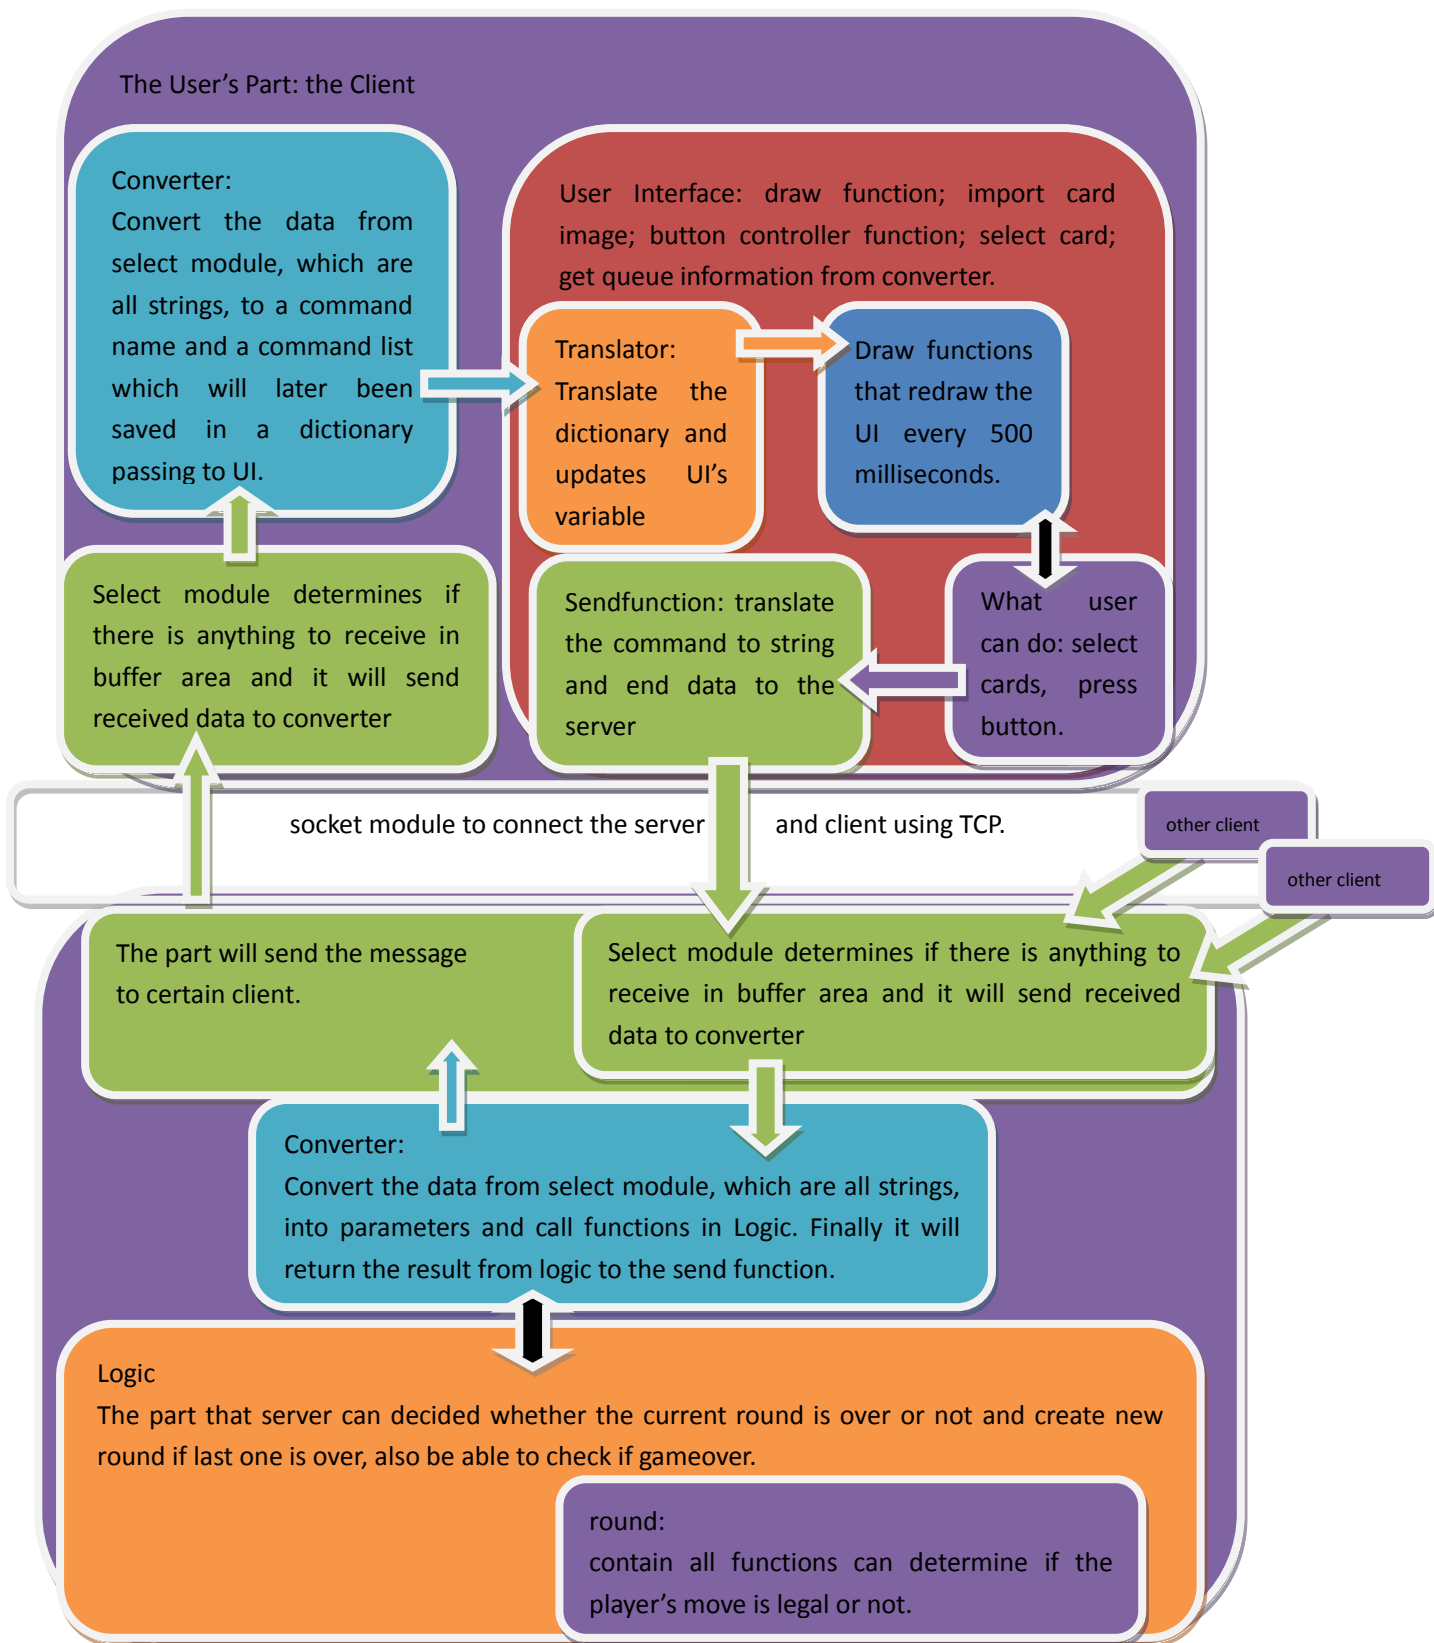 The User’s Part: the Client
Converter:
Convert the data from
select module, which are
all strings, to a command
name and a command list
which will later been
saved in a dictionary
passing to UI.
User Interface: draw function; import card
image; button controller function; select card;
get queue information from converter.
Translator:
Translate the
dictionary and
updates UI’s
variable
Draw functions
that redraw the
UI every 500
milliseconds.
Select module determines if
there is anything to receive in
buffer area and it will send
received data to converter
Sendfunction: translate
the command to string
and end data to the
server
What user
can do: select
cards, press
button.
socket module to connect the server and client using TCP.
other client
other client
The part will send the message
to certain client.
Select module determines if there is anything to
receive in buffer area and it will send received
data to converter
Converter:
Convert the data from select module, which are all strings,
into parameters and call functions in Logic. Finally it will
return the result from logic to the send function.
Logic
The part that server can decided whether the current round is over or not and create new
round if last one is over, also be able to check if gameover.
round:
contain all functions can determine if the
player’s move is legal or not.